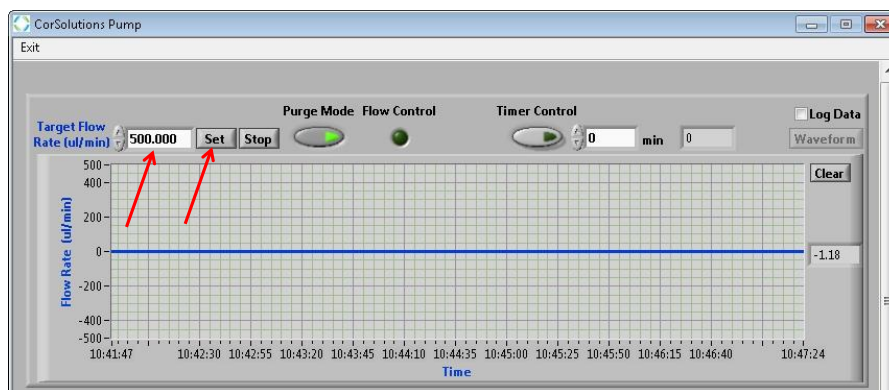 CorSolutions Pump
Exit
Purge Mode Flow Control Timer Control Log Data
Target Flow
Rate (ul/min) 500.000 Set Stop 0 min 0 Waveform
500
400
200
0
-200
-400
-500
Flow Rate (ul/min)
Clear
-1.18
10:41:47 10:42:30 10:42:55 10:43:20 10:43:45 10:44:10 10:44:35 10:45:00 10:45:25 10:45:50 10:46:15 10:46:40 10:47:24
Time